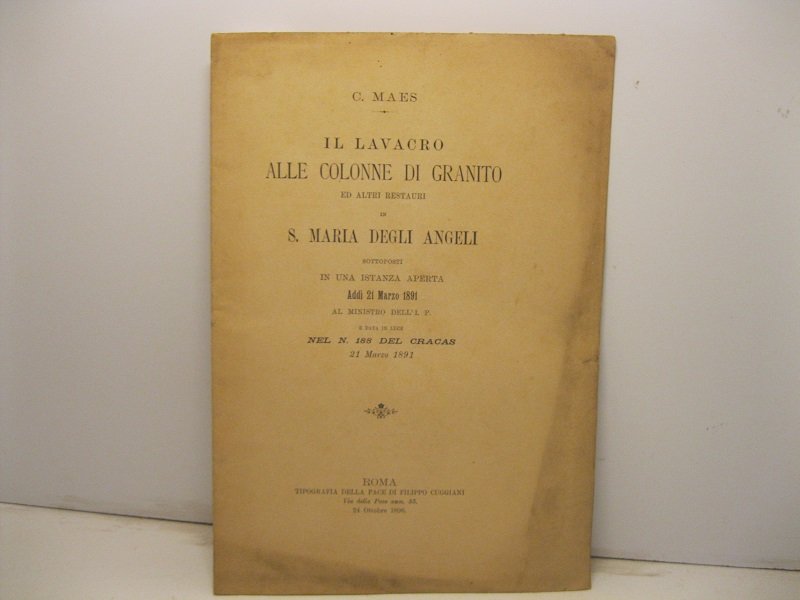 C. MAES
IL LAVACRO
ALLE COLONNE DI GRANITO
ED ALTRI RESTAURI
IN
S. MARIA DEGLI ANGELI
SOTTOPOSTI
IN UNA ISTANZA APERTA
Addì 21 Marzo 1891
AL MINISTRO DELL'I. P.
E DATA IN LUCE
NEL N. 188 DEL CRACAS
21 Marzo 1891
ROMA
TIPOGRAFIA DELLA PACE DI FILIPPO CUGGIANI
Via della Pace num. 35.
24 Ottobre